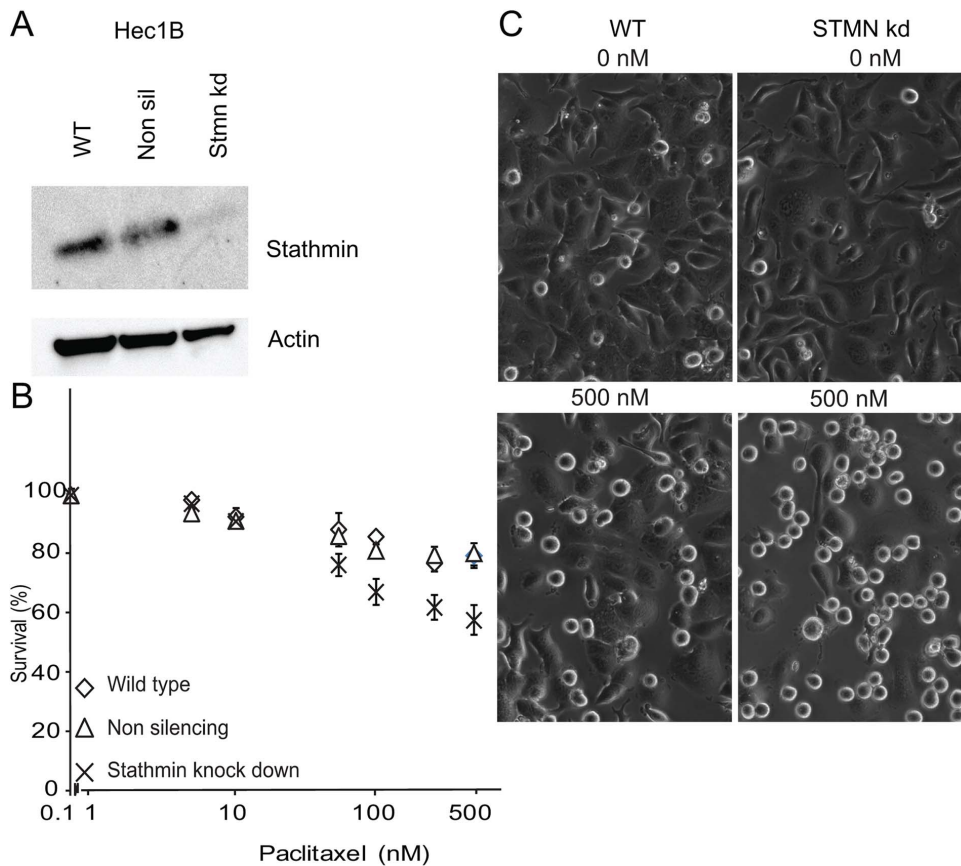 A
Hec1B
WT
Non sil
Stmn kd
Stathmin
Actin
B
100
80
60
40
20
0
Survival (%)
Wild type
Non silencing
Stathmin knock down
0.1 1 10 100 500
Paclitaxel (nM)
C
WT STMN kd
0 nM 0 nM
500 nM 500 nM